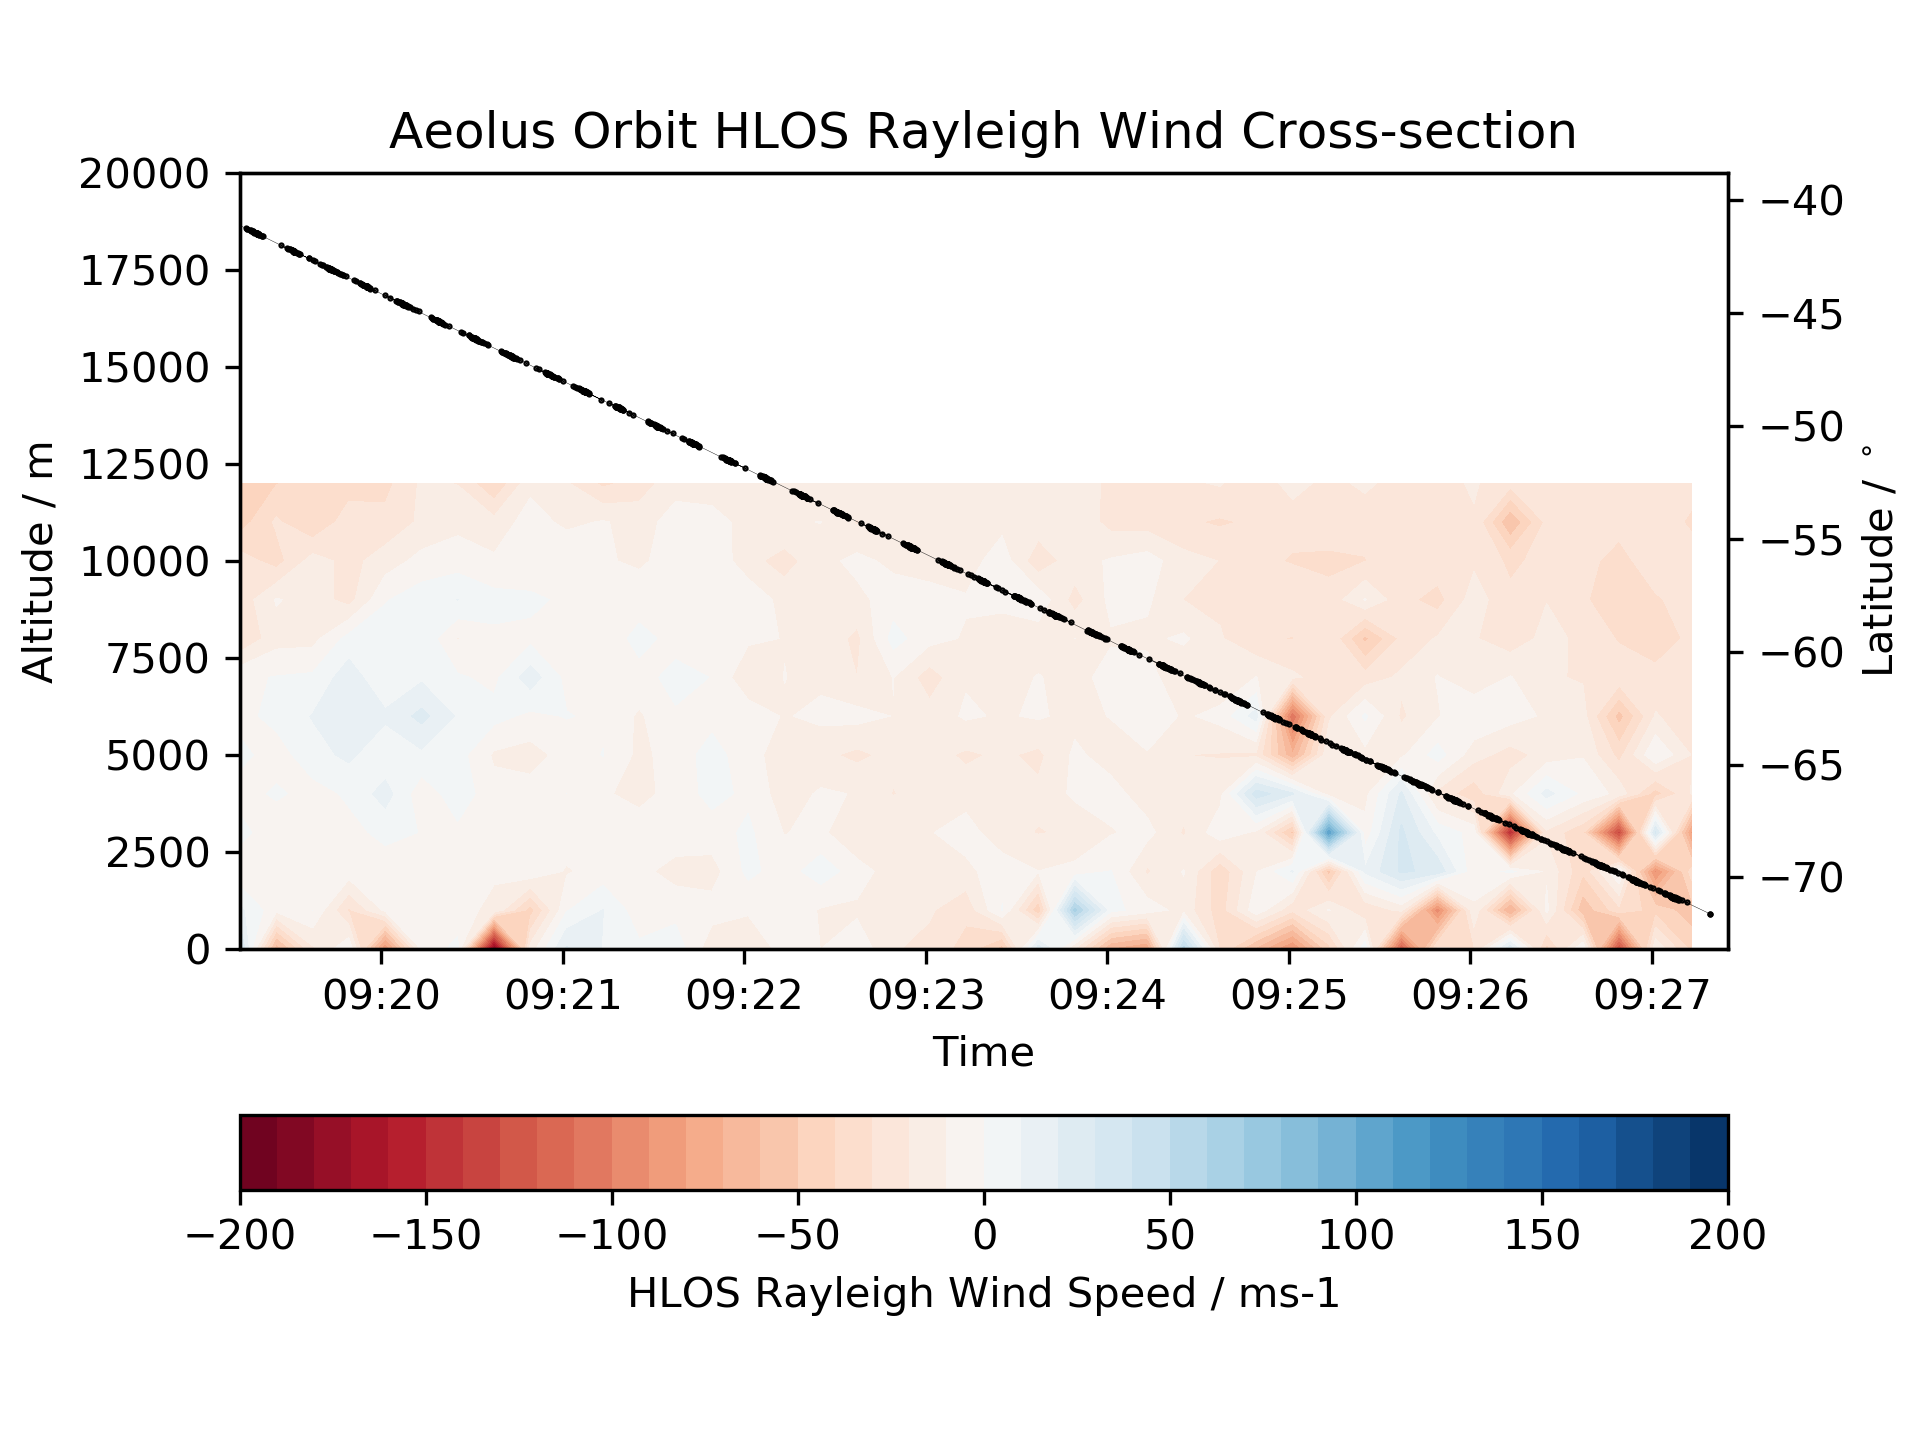 Aeolus Orbit HLOS Rayleigh Wind Cross-section
20000
17500
15000
12500
10000
7500
5000
2500
0
Altitude / m
−40
−45
−50
−55
−60
−65
−70
Latitude / °
09:20 09:21 09:22 09:23 09:24 09:25 09:26 09:27
Time
−200 −150 −100 −50 0 50 100 150 200
HLOS Rayleigh Wind Speed / ms-1